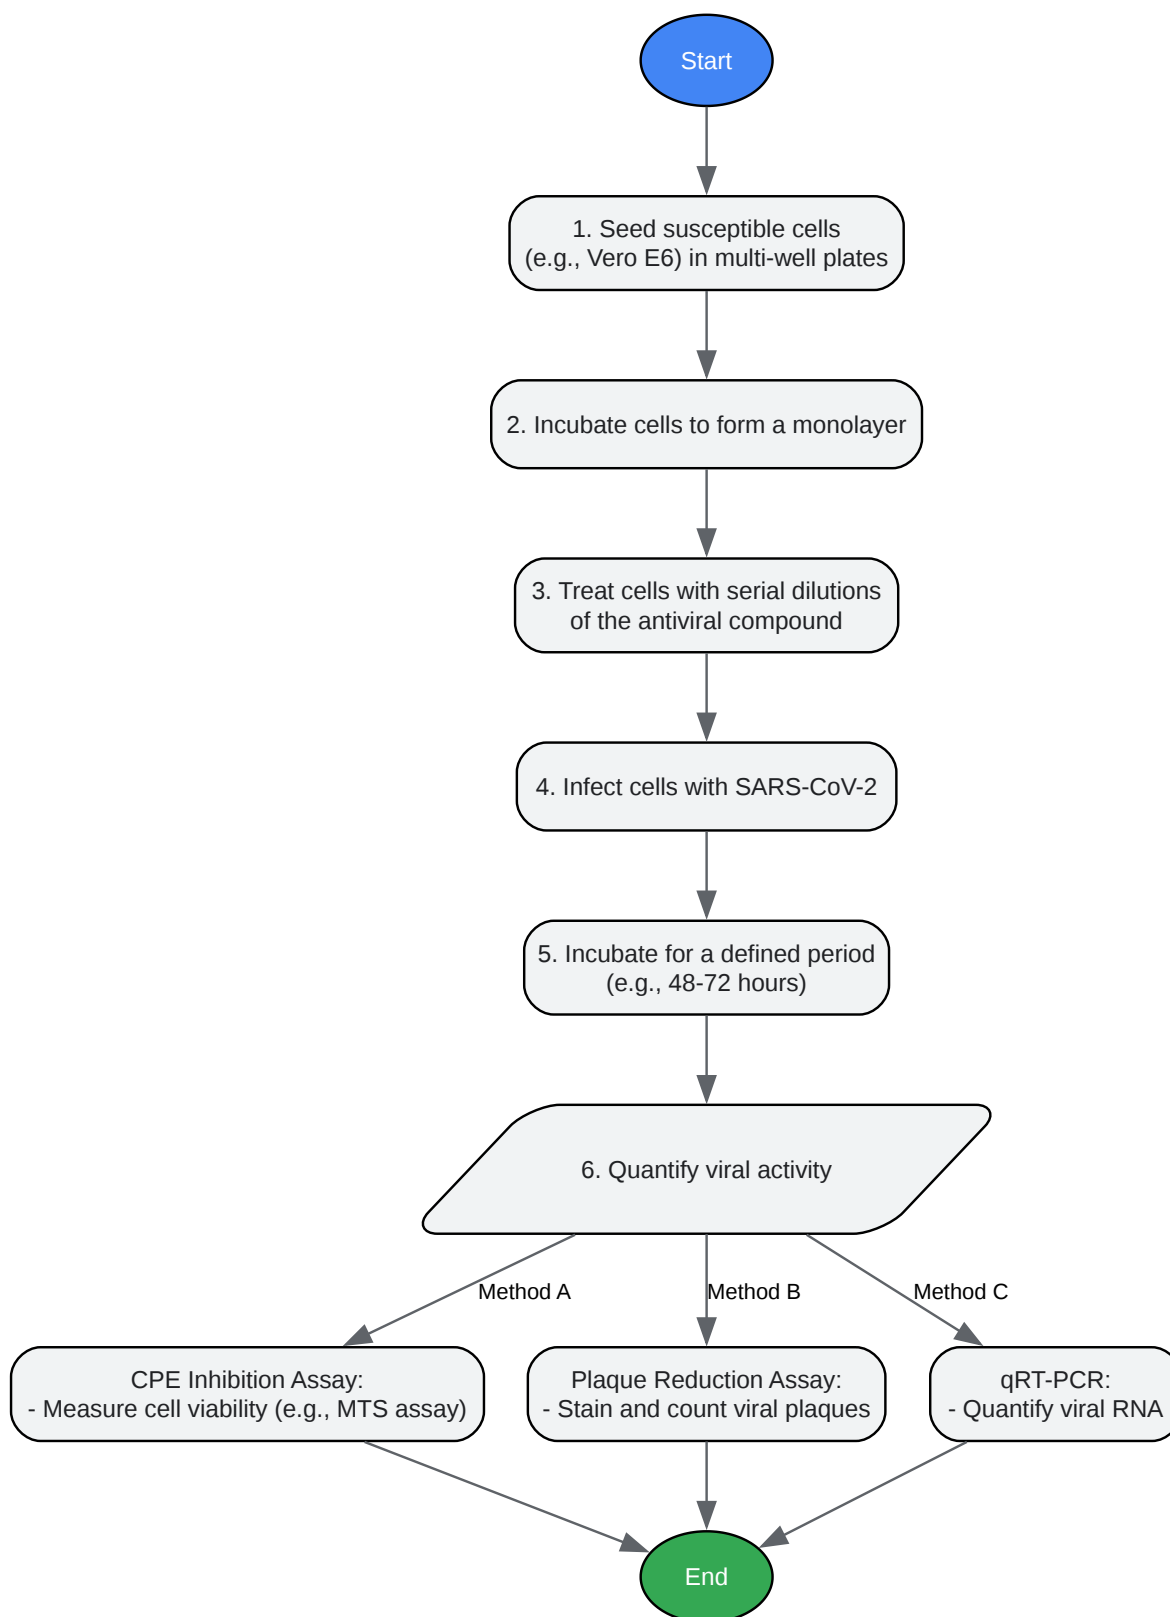 Start
1. Seed susceptible cells
(e.g., Vero E6) in multi-well plates
2. Incubate cells to form a monolayer
3. Treat cells with serial dilutions
of the antiviral compound
4. Infect cells with SARS-CoV-2
5. Incubate for a defined period
(e.g., 48-72 hours)
6. Quantify viral activity
Method A
Method B
Method C
CPE Inhibition Assay:
- Measure cell viability (e.g., MTS assay)
Plaque Reduction Assay:
- Stain and count viral plaques
qRT-PCR:
- Quantify viral RNA
End